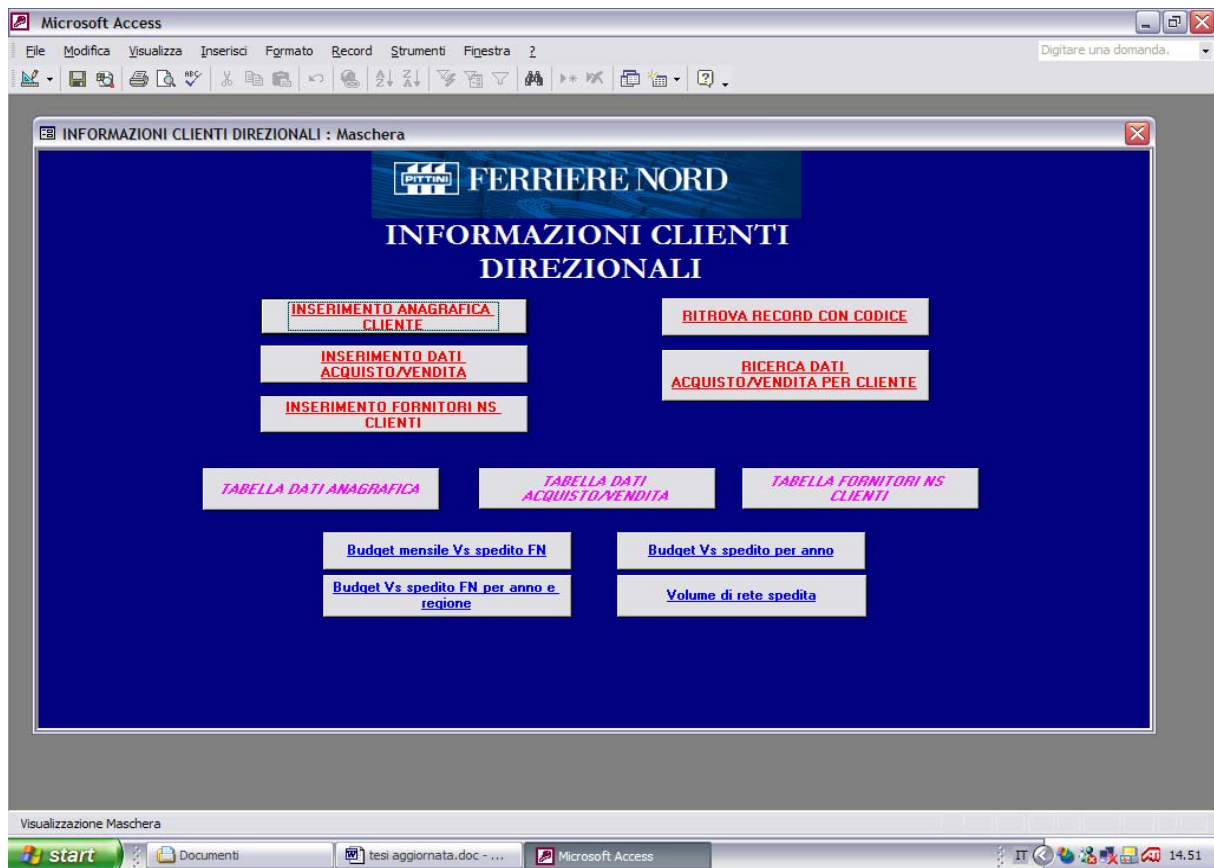 Microsoft Access
File Modifica Visualizza Inserisci Formato Record Strumenti Finestra ?
Digitare una domanda.
INFORMAZIONI CLIENTI DIREZIONALI : Maschera
PITTINI FERRIERE NORD
INFORMAZIONI CLIENTI
DIREZIONALI
INSERIMENTO ANAGRAFICA
CLIENTE
RITROVA RECORD CON CODICE
INSERIMENTO DATI
ACQUISTO/VENDITA
RICERCA DATI
ACQUISTO/VENDITA PER CLIENTE
INSERIMENTO FORNITORI NS
CLIENTI
TABELLA DATI ANAGRAFICA
TABELLA DATI
ACQUISTO/VENDITA
TABELLA FORNITORI NS
CLIENTI
Budget mensile Vs spedito FN
Budget Vs spedito per anno
Budget Vs spedito FN per anno e
regione
Volume di rete spedita
Visualizzazione Maschera
start Documenti tesi aggiornata.doc - ... Microsoft Access IT 14.51